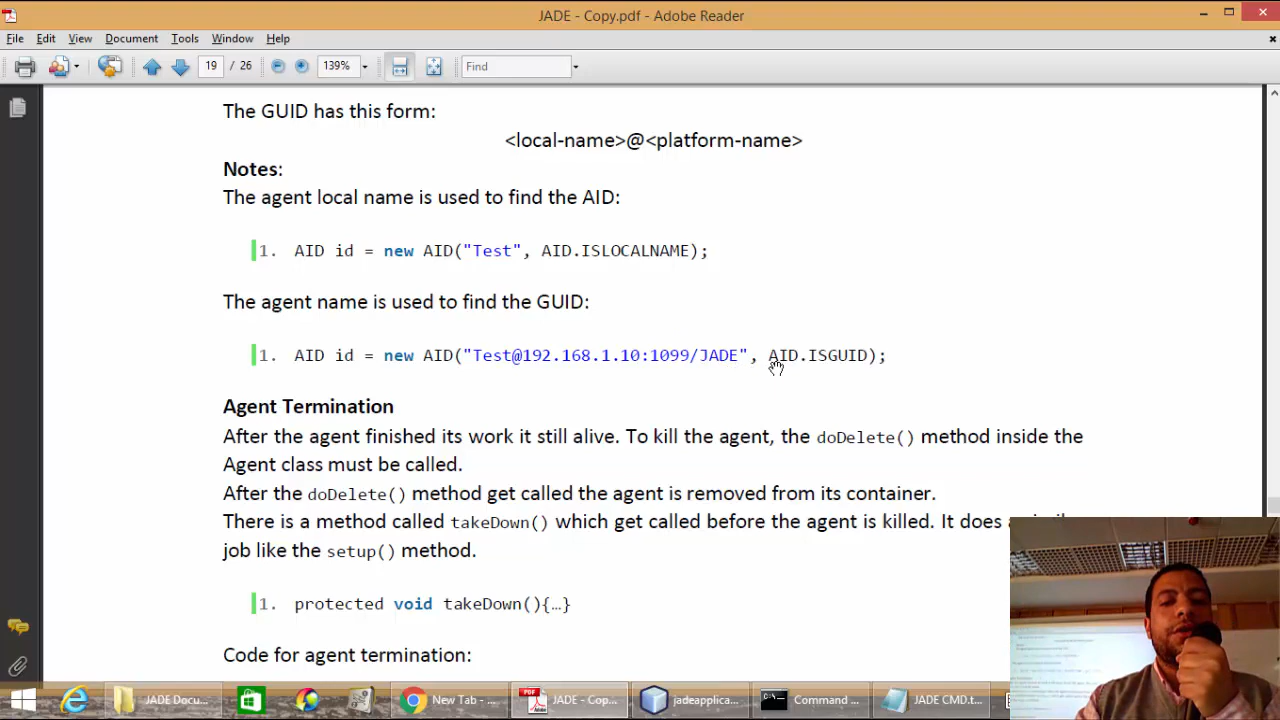 JADE - Copy.pdf - Adobe Reader
File Edit View Document Tools Window Help
19 / 26 139% Find
The GUID has this form:
<local-name>@<platform-name>
Notes:
The agent local name is used to find the AID:
1. AID id = new AID("Test", AID.ISLOCALNAME);
The agent name is used to find the GUID:
1. AID id = new AID("Test@192.168.1.10:1099/JADE", AID.ISGUID);
Agent Termination
After the agent finished its work it still alive. To kill the agent, the doDelete() method inside the
Agent class must be called.
After the doDelete() method get called the agent is removed from its container.
There is a method called takeDown() which get called before the agent is killed. It does a
job like the setup() method.
1. protected void takeDown(){…}
Code for agent termination:
JADE Docu... New Tab - ... JADE - Cop... jadeapplica... Command ... JADE CMD.t...